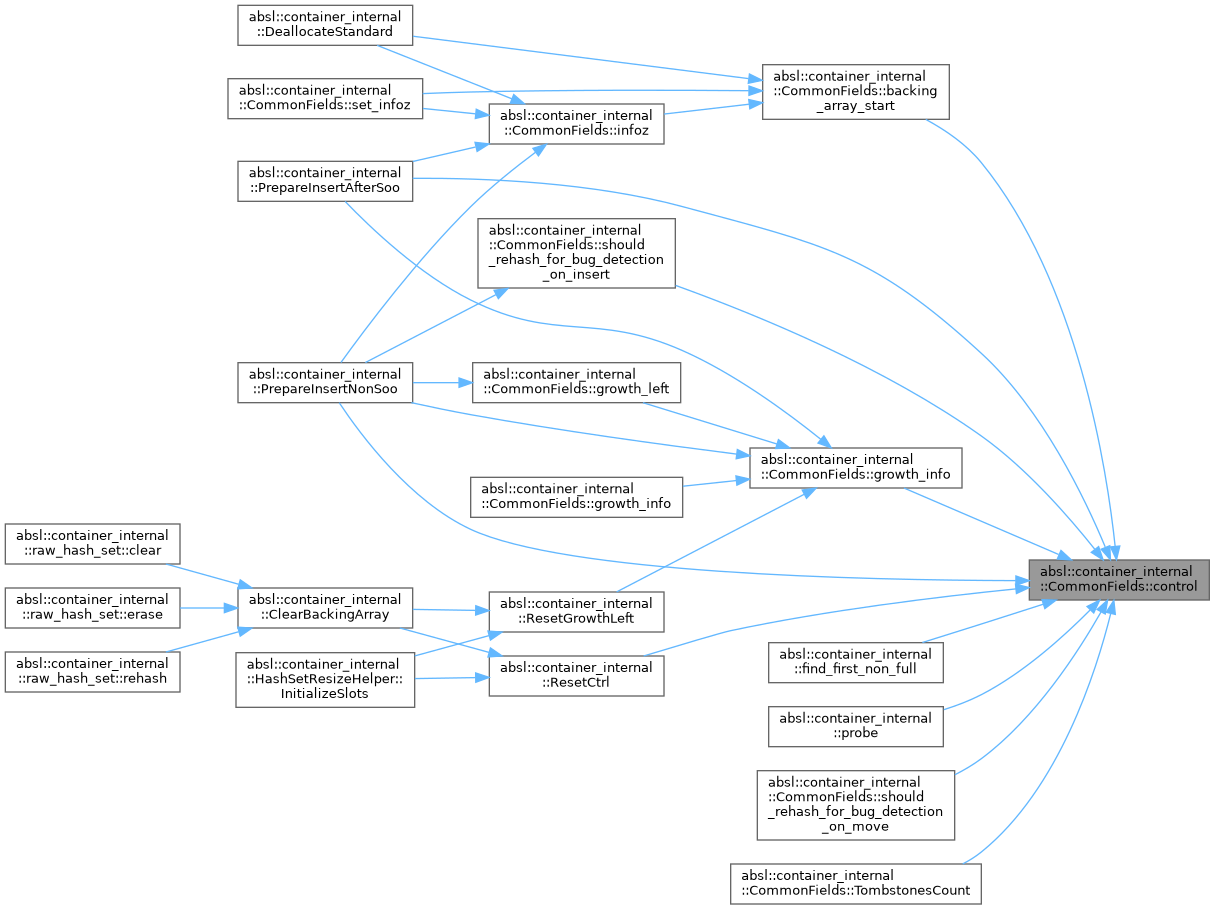 absl::container_internal
::DeallocateStandard
absl::container_internal
::CommonFields::backing
_array_start
absl::container_internal
::CommonFields::set_infoz
absl::container_internal
::CommonFields::infoz
absl::container_internal
::PrepareInsertAfterSoo
absl::container_internal
::CommonFields::should
_rehash_for_bug_detection
_on_insert
absl::container_internal
::PrepareInsertNonSoo
absl::container_internal
::CommonFields::growth_left
absl::container_internal
::CommonFields::growth_info
absl::container_internal
::CommonFields::growth_info
absl::container_internal
::raw_hash_set::clear
absl::container_internal
::CommonFields::control
absl::container_internal
::raw_hash_set::erase
absl::container_internal
::ClearBackingArray
absl::container_internal
::ResetGrowthLeft
absl::container_internal
::raw_hash_set::rehash
absl::container_internal
::HashSetResizeHelper::
InitializeSlots
absl::container_internal
::ResetCtrl
absl::container_internal
::find_first_non_full
absl::container_internal
::probe
absl::container_internal
::CommonFields::should
_rehash_for_bug_detection
_on_move
absl::container_internal
::CommonFields::TombstonesCount